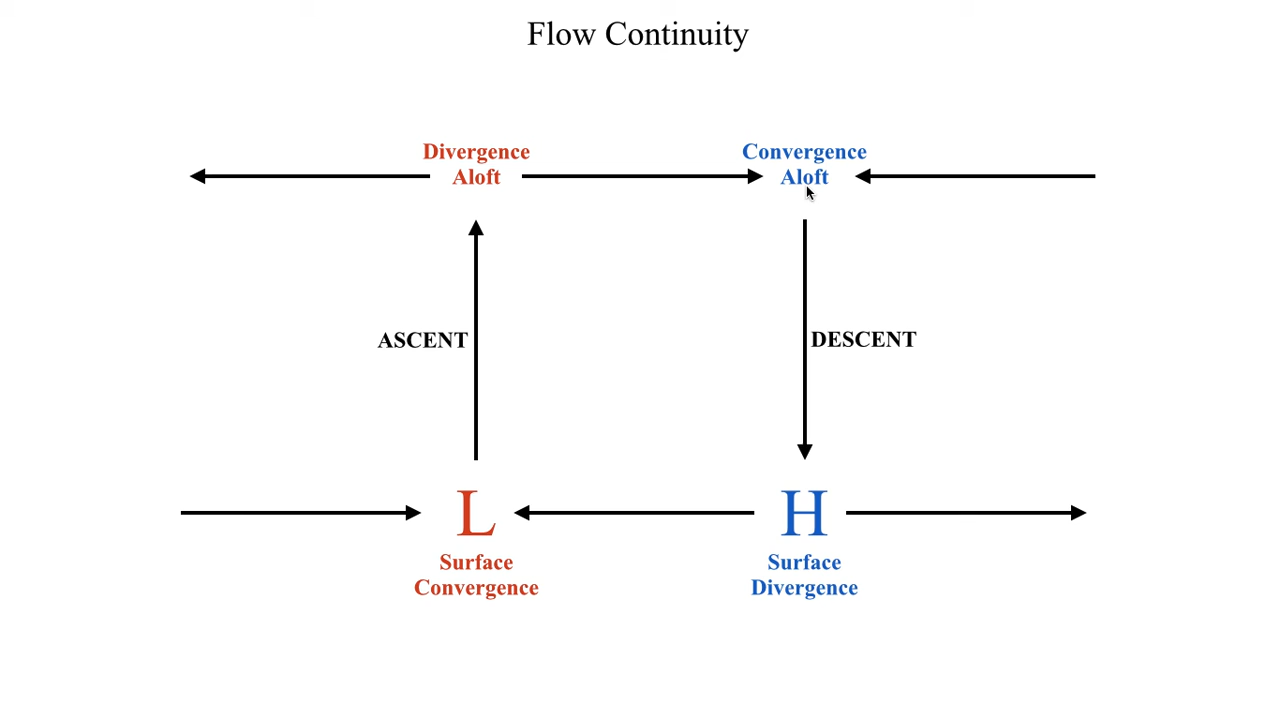 Flow Continuity
Divergence
Aloft
Convergence
Aloft
ASCENT
DESCENT
L
H
Surface
Convergence
Surface
Divergence